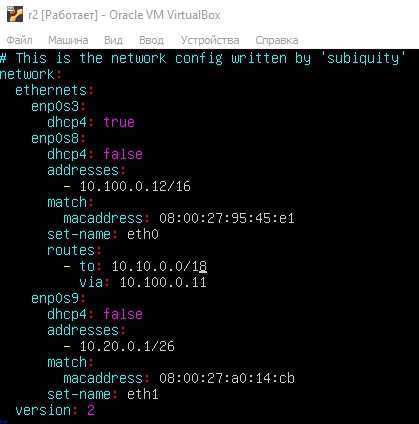 r2 [Работает] - Oracle VM VirtualBox
Файл Машина Вид Ввод Устройства Справка
# This is the network config written by 'subiquity'
network:
  ethernets:
    enp0s3:
      dhcp4: true
    enp0s8:
      dhcp4: false
      addresses:
        - 10.100.0.12/16
      match:
        macaddress: 08:00:27:95:45:e1
      set-name: eth0
      routes:
        - to: 10.10.0.0/18
          via: 10.100.0.11
    enp0s9:
      dhcp4: false
      addresses:
        - 10.20.0.1/26
      match:
        macaddress: 08:00:27:a0:14:cb
      set-name: eth1
  version: 2
~